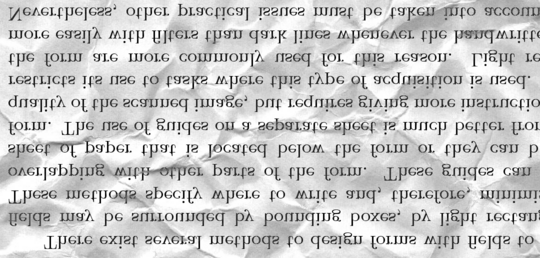 There exist several methods to design forms with fields to
fields may be surrounded by bounding boxes, by light rectang
These methods specify where to write and, therefore, minimis
overlapping with other parts of the form. These guides can
sheet of paper that is located below the form or they can b
form. The use of guides on a separate sheet is much better fro
quality of the scanned image, but requires giving more instructio
restricts its use to tasks where this type of acquisition is used.
the form are more commonly used for this reason. Light re
more easily with filters than dark lines whenever the handwritte
Nevertheless, other practical issues must be taken into accoun